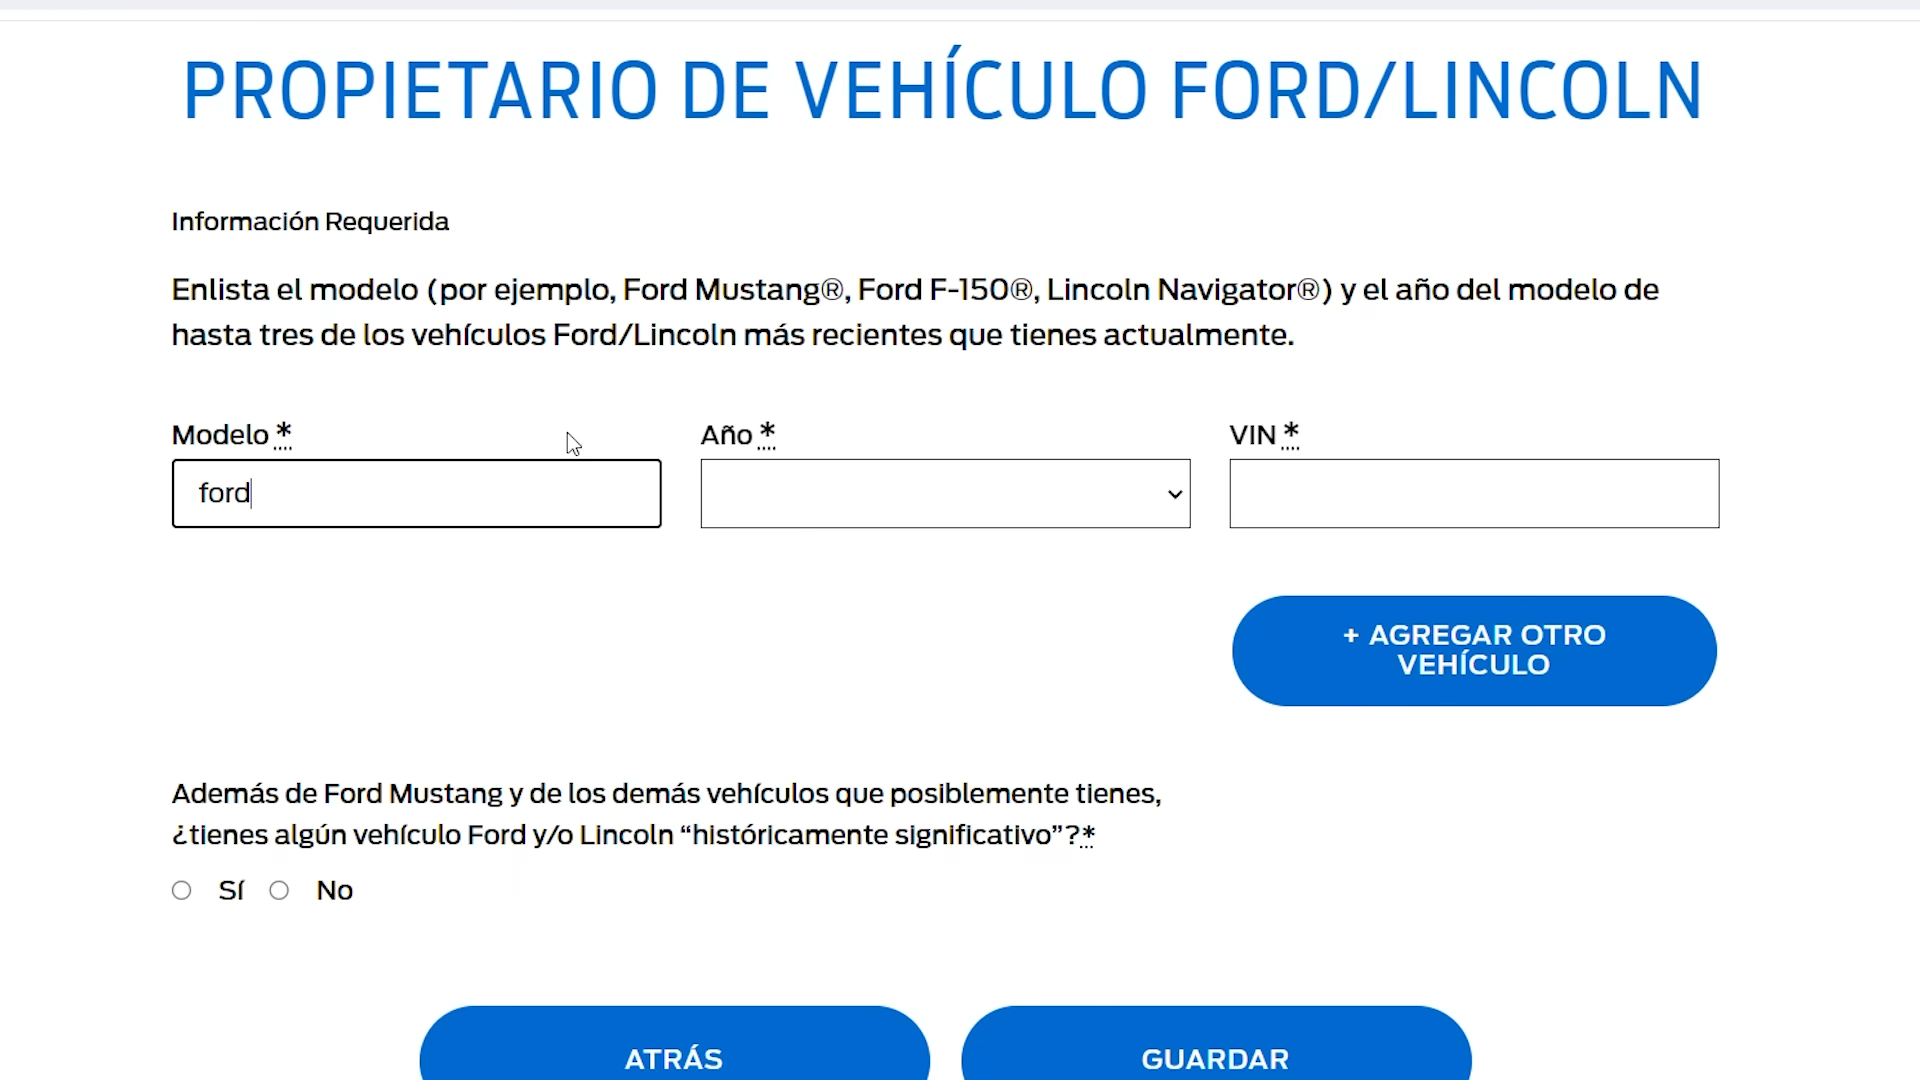 PROPIETARIO DE VEHÍCULO FORD/LINCOLN
Información Requerida
Enlista el modelo (por ejemplo, Ford Mustang®, Ford F-150®, Lincoln Navigator®) y el año del modelo de
hasta tres de los vehículos Ford/Lincoln más recientes que tienes actualmente.
Modelo * Año * VIN *
ford
+ AGREGAR OTRO
VEHÍCULO
Además de Ford Mustang y de los demás vehículos que posiblemente tienes,
¿tienes algún vehículo Ford y/o Lincoln “históricamente significativo”?*
Sí No
ATRÁS GUARDAR